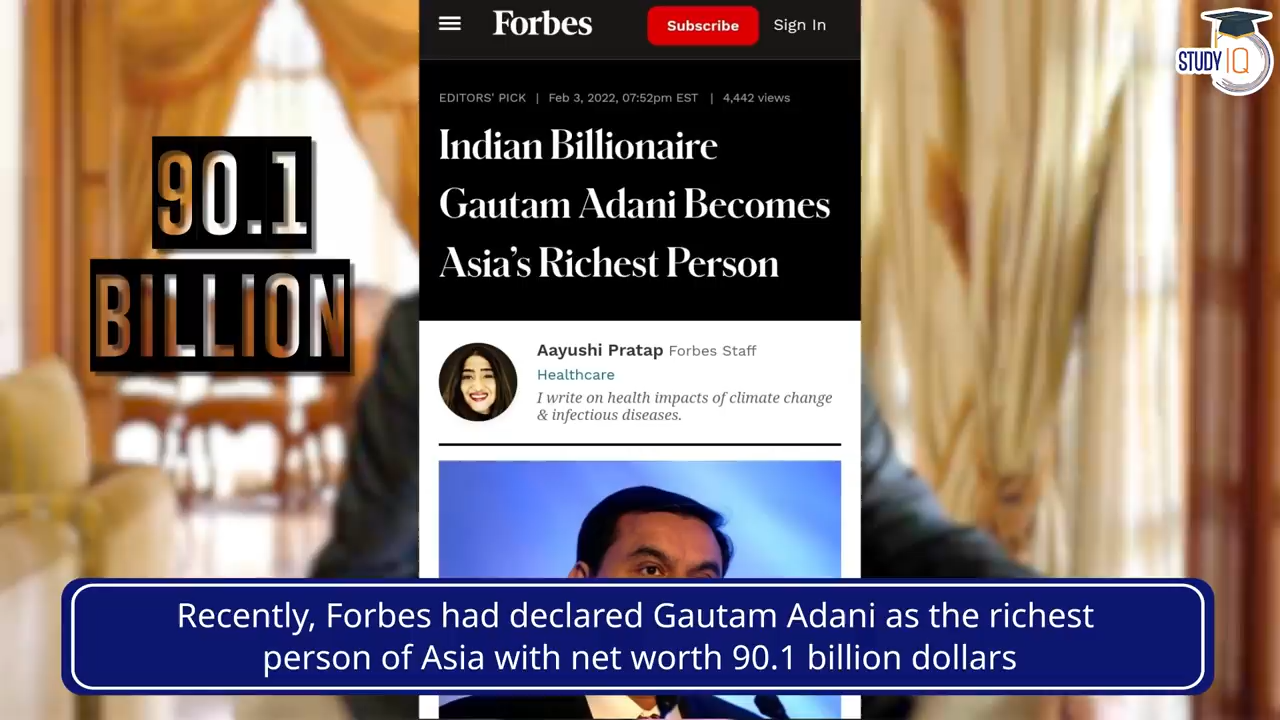 Forbes
Subscribe
Sign In
STUDY IQ
EDITORS' PICK | Feb 3, 2022, 07:52pm EST | 4,442 views
Indian Billionaire
Gautam Adani Becomes
Asia's Richest Person
90.1
BILLION
Aayushi Pratap Forbes Staff
Healthcare
I write on health impacts of climate change
& infectious diseases.
Recently, Forbes had declared Gautam Adani as the richest
person of Asia with net worth 90.1 billion dollars